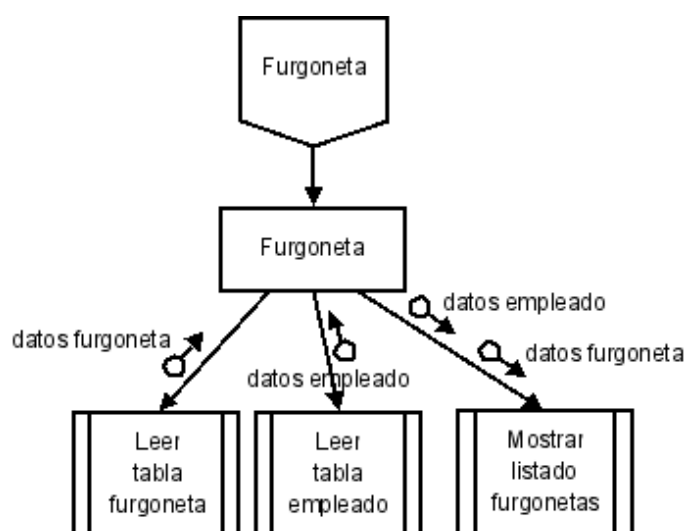 Furgoneta
Furgoneta
datos empleado
datos furgoneta
datos furgoneta
datos empleado
Leer
tabla
furgoneta
Leer
tabla
empleado
Mostrar
listado
furgonetas